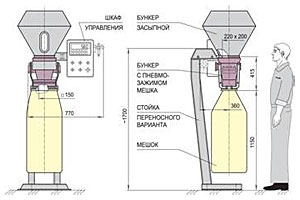 ШКАФ
УПРАВЛЕНИЯ
□ 150
770
БУНКЕР
ЗАСЫПНОЙ
220 x 200
БУНКЕР
С ПНЕВМО-
ЗАЖИМОМ
МЕШКА
СТОЙКА
ПЕРЕНОСНОГО
ВАРИАНТА
МЕШОК
~1700
415
360
1150